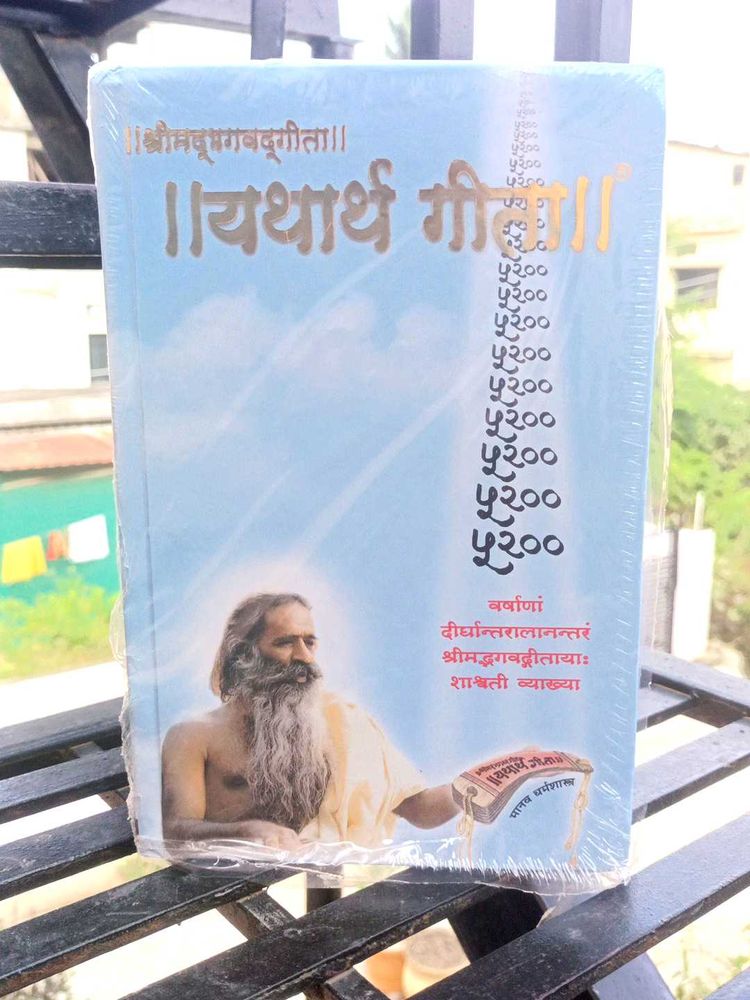 ||श्रीमद्भगवद्गीता||
||यथार्थ गीता||
५२००
५२००
५२००
५२००
५२००
५२००
५२००
५२००
५२००
वर्षाणां
दीर्घान्तरालानन्तरं
श्रीमद्भगवद्गीतायाः
शाश्वती व्याख्या
||यथार्थ गीता||
मानव धर्मशास्त्र